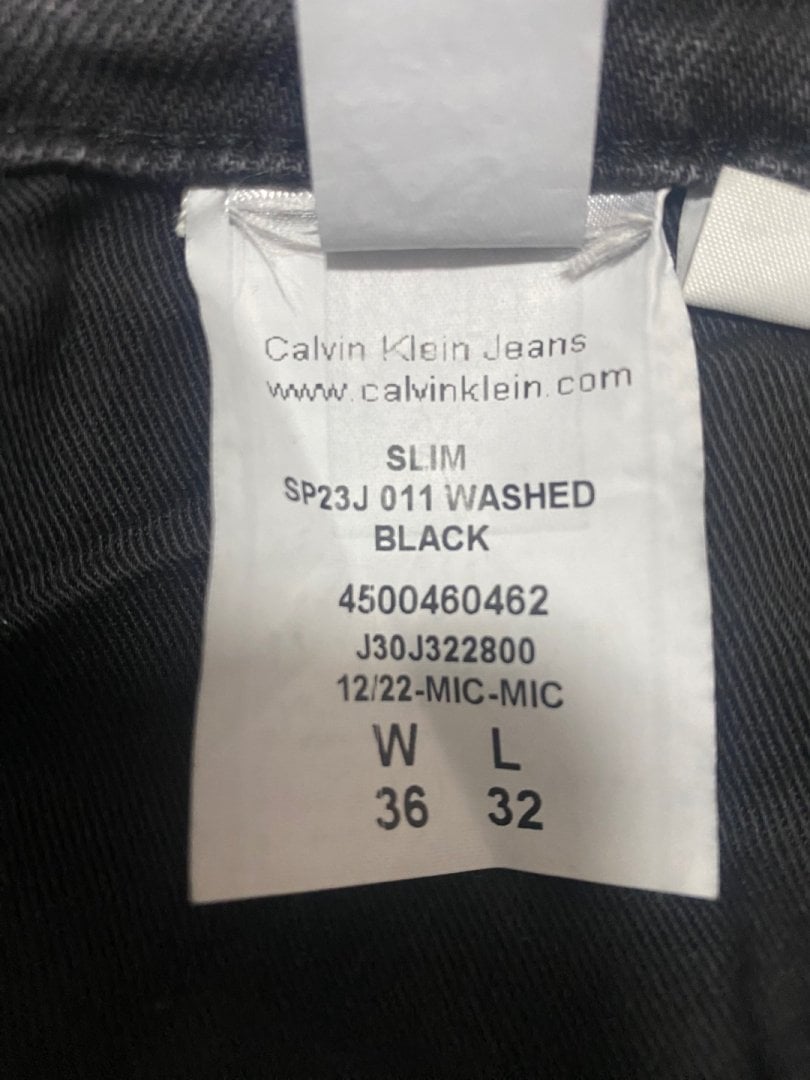 Calvin Klein Jeans
www.calvinklein.com
SLIM
SP23J 011 WASHED
BLACK
4500460462
J30J322800
12/22-MIC-MIC
W L
36 32